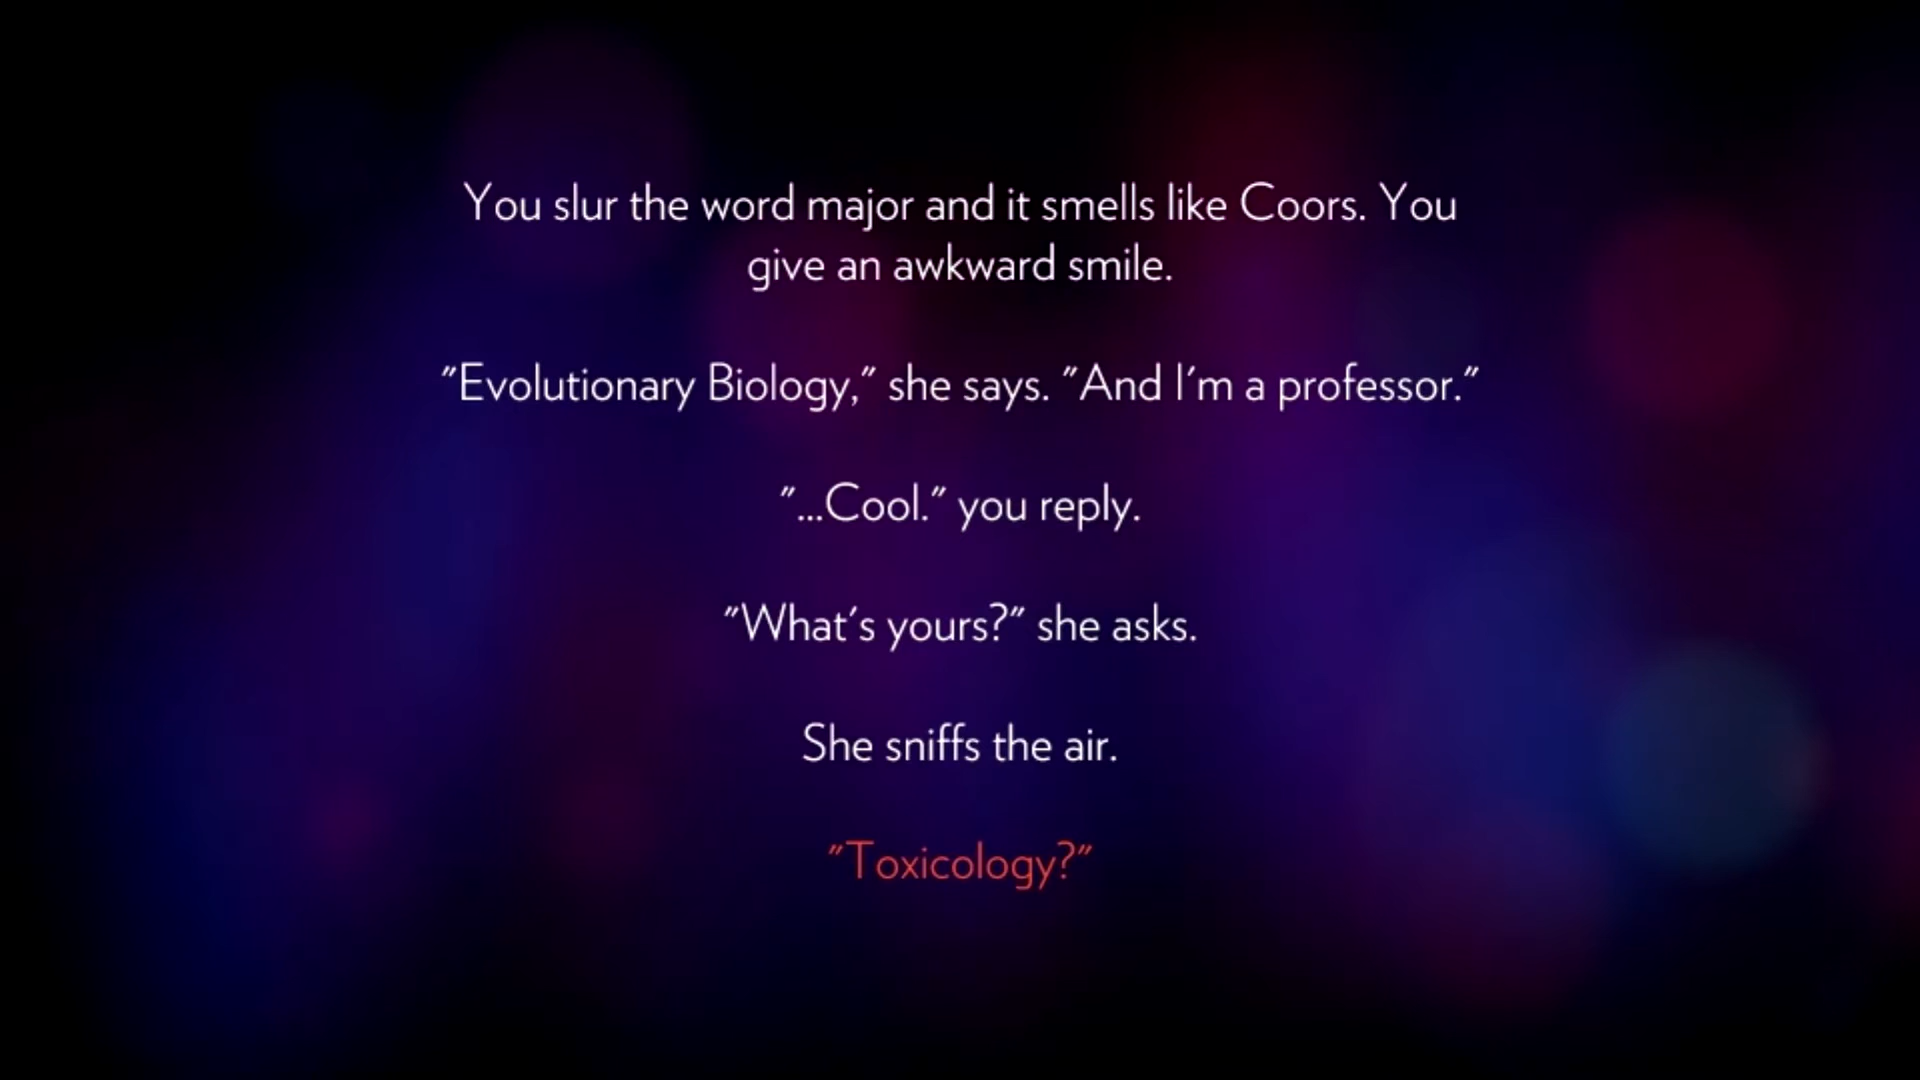 You slur the word major and it smells like Coors. You
give an awkward smile.
"Evolutionary Biology," she says. "And I'm a professor."
"...Cool." you reply.
"What's yours?" she asks.
She sniffs the air.
"Toxicology?"